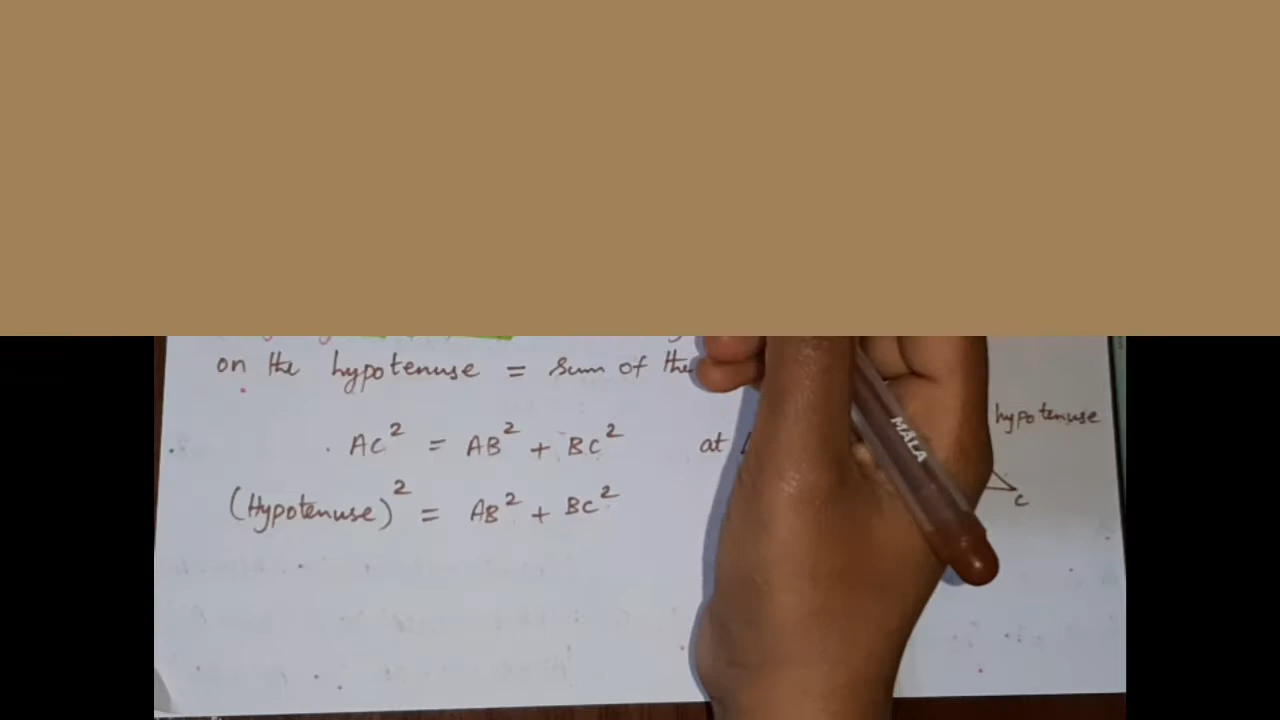 on the hypotenuse = sum of the
AC² = AB² + BC²
at
hypotenuse
C
(Hypotenuse)² = AB² + BC²
MALA